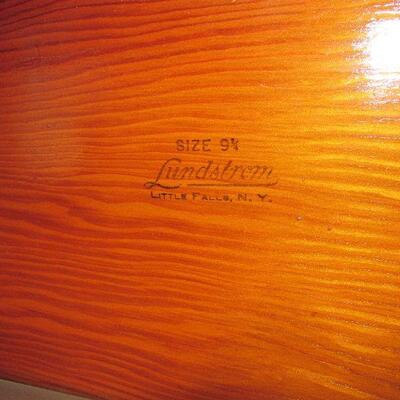 SIZE 9¾
Lundstrom
LITTLE FALLS, N. Y.